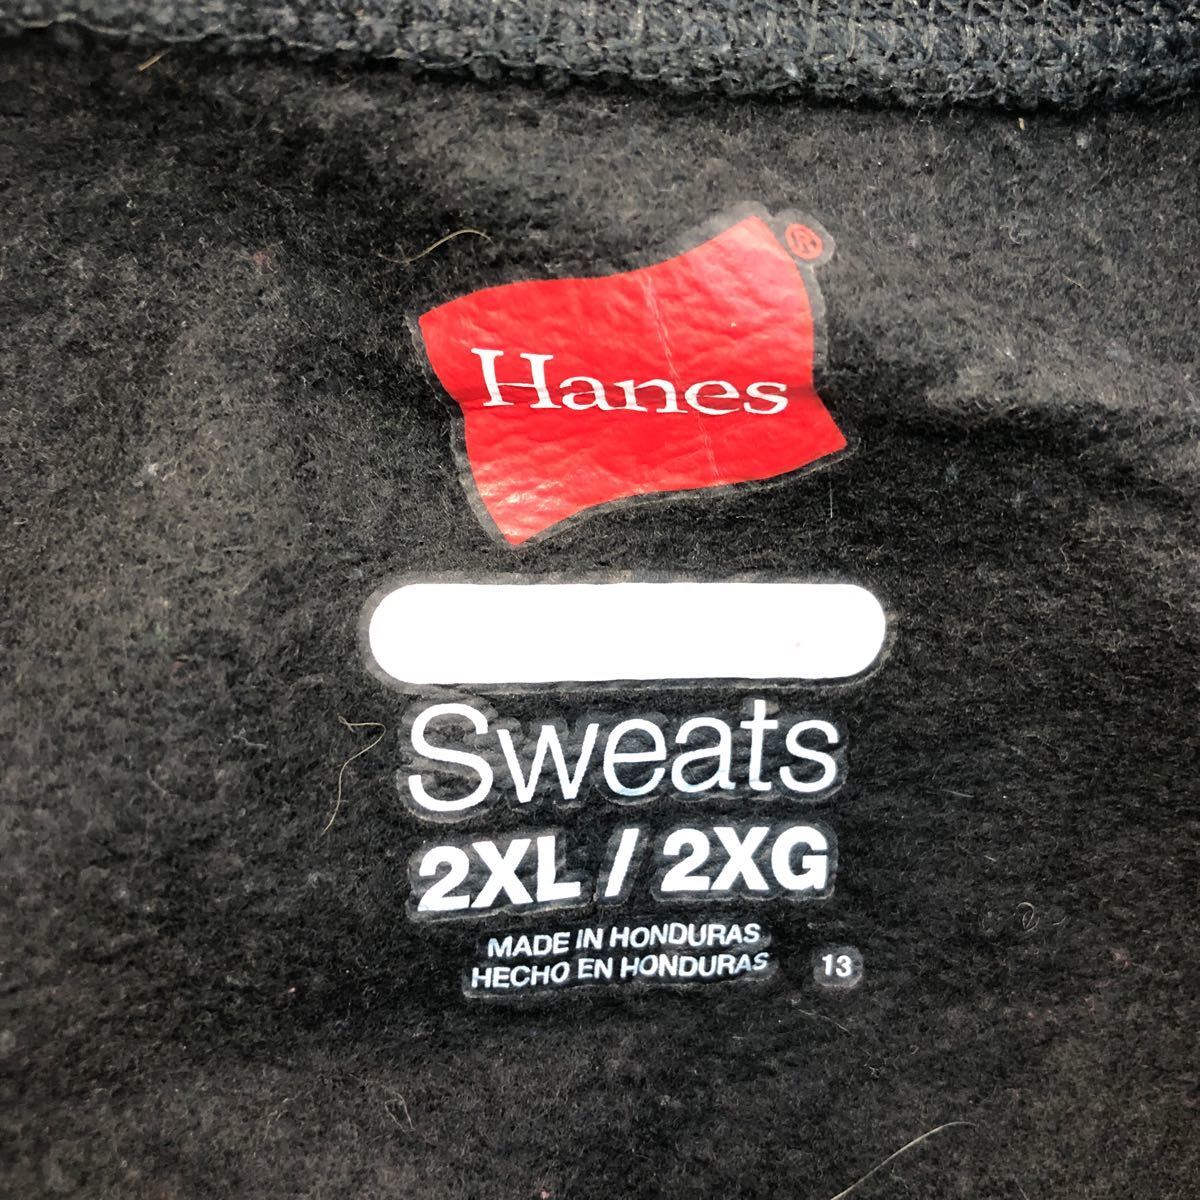 Hanes®
Sweats
2XL / 2XG
MADE IN HONDURAS
HECHO EN HONDURAS 13